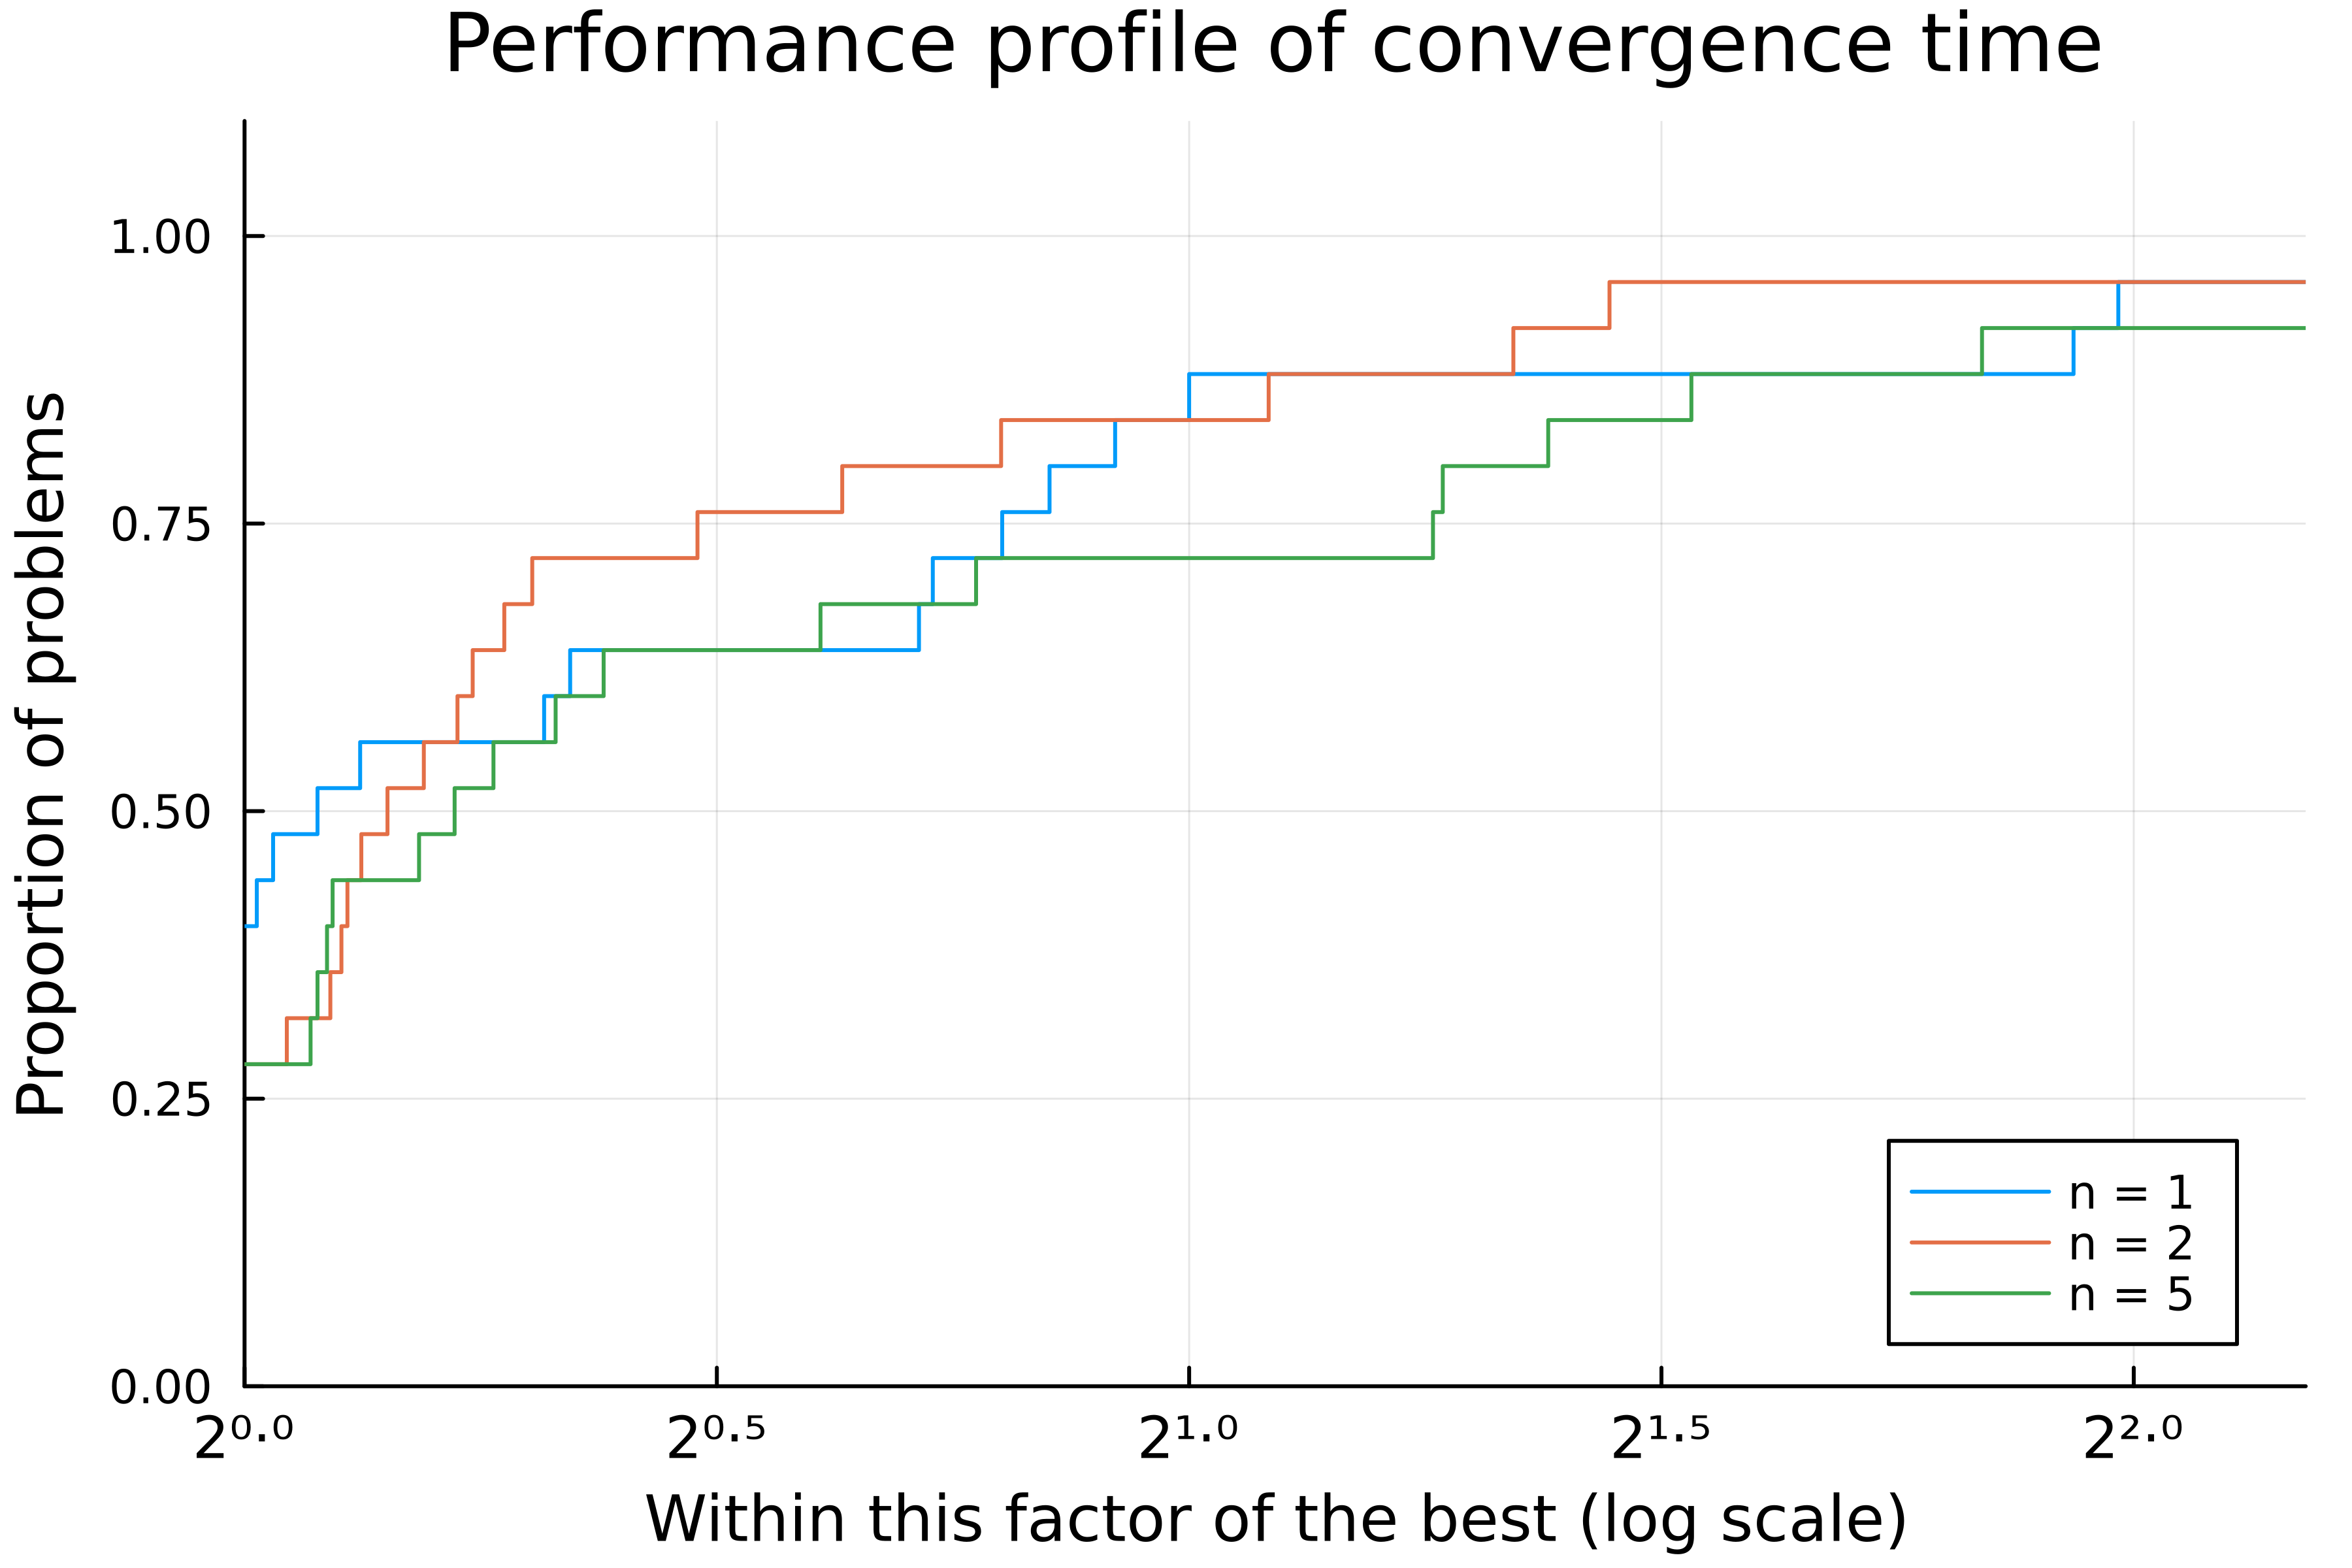 Performance profile of convergence time
Proportion of problems
1.00
0.75
0.50
0.25
0.00
2⁰·⁰
2⁰·⁵
2¹·⁰
2¹·⁵
2²·⁰
Within this factor of the best (log scale)
n = 1
n = 2
n = 5